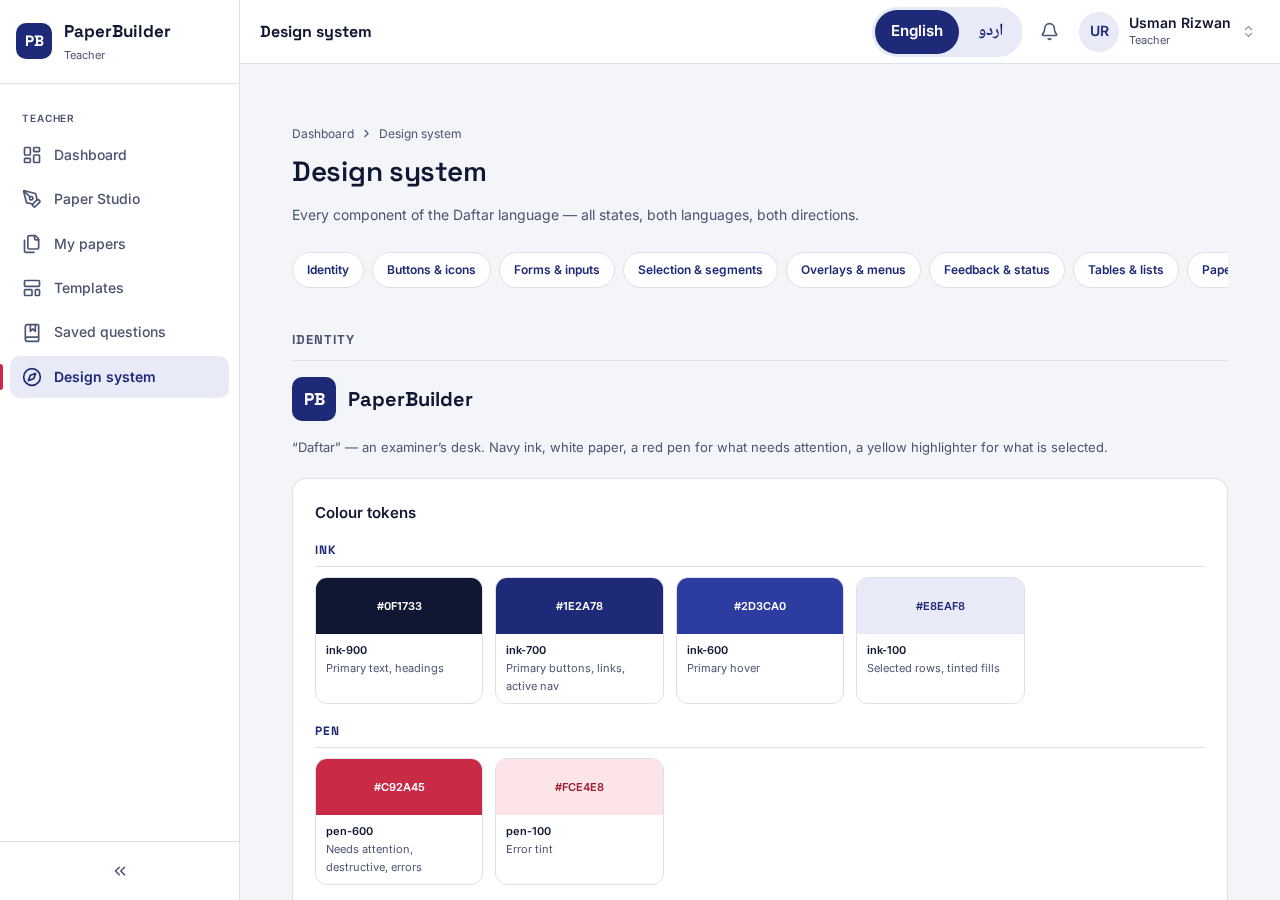 PB
PaperBuilder
Teacher
Design system
English
اردو
UR
Usman Rizwan
Teacher
TEACHER
Dashboard
Paper Studio
My papers
Templates
Saved questions
Design system
Dashboard
Design system
Design system
Every component of the Daftar language — all states, both languages, both directions.
Identity
Buttons & icons
Forms & inputs
Selection & segments
Overlays & menus
Feedback & status
Tables & lists
IDENTITY
PB
PaperBuilder
“Daftar” — an examiner’s desk. Navy ink, white paper, a red pen for what needs attention, a yellow highlighter for what is selected.
Colour tokens
INK
#0F1733
#1E2A78
#2D3CA0
#E8EAF8
ink-900
Primary text, headings
ink-700
Primary buttons, links,
active nav
ink-600
Primary hover
ink-100
Selected rows, tinted fills
PEN
#C92A45
#FCE4E8
pen-600
Needs attention,
destructive, errors
pen-100
Error tint